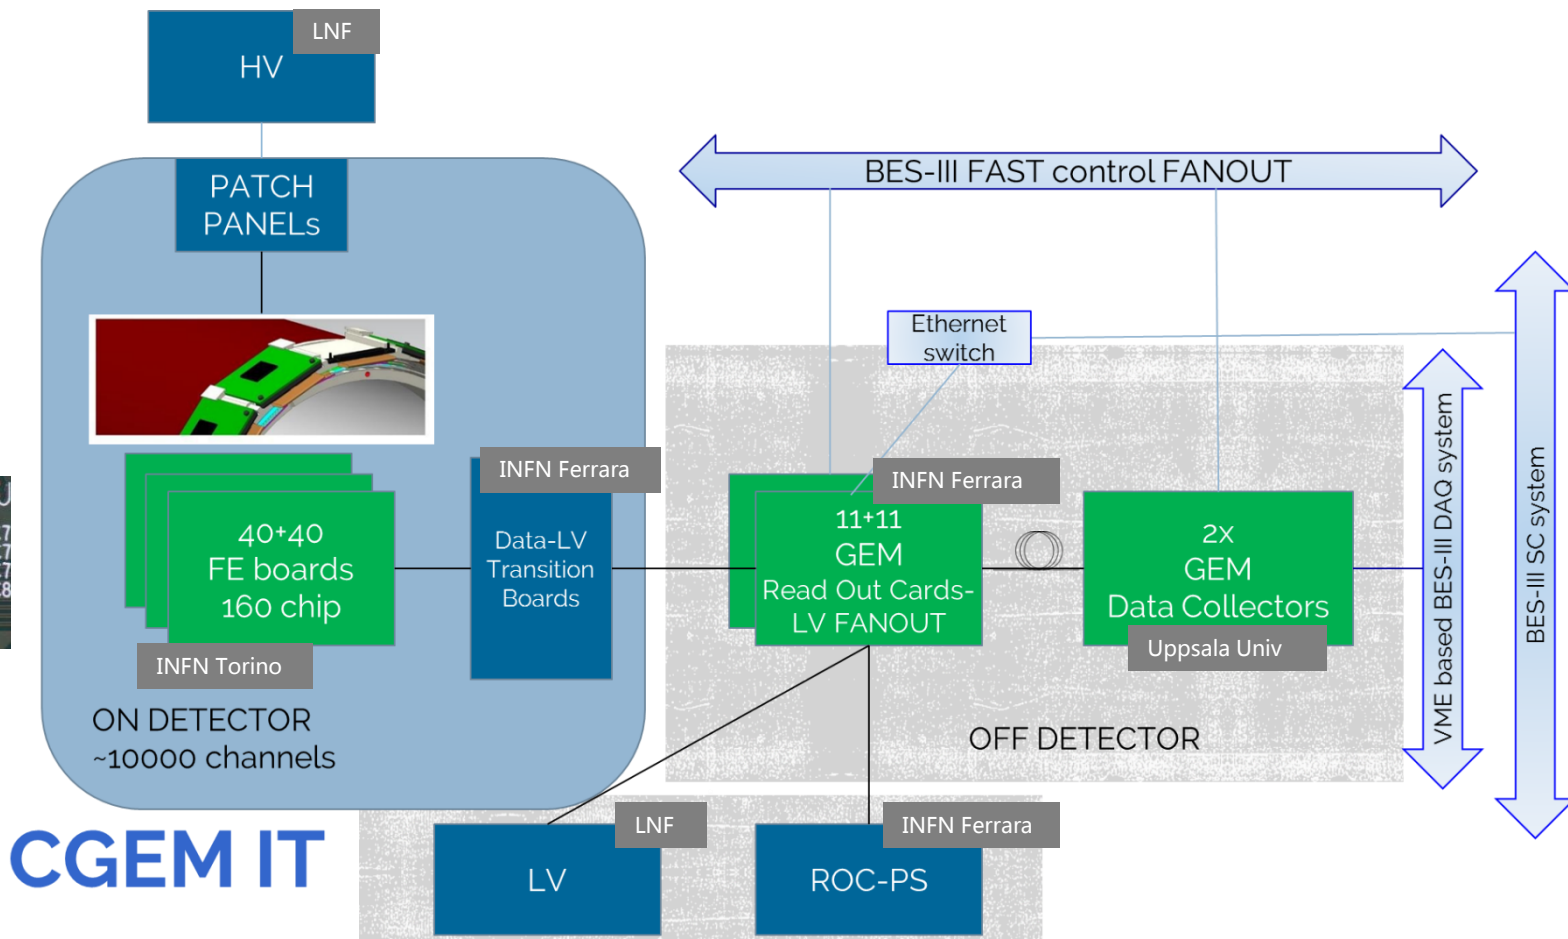 LNF
HV
PATCH
PANELs
BES-III FAST control FANOUT
Ethernet
switch
INFN Ferrara
INFN Ferrara
40+40
FE boards
160 chip
Data-LV
Transition
Boards
11+11
GEM
Read Out Cards-
LV FANOUT
2x
GEM
Data Collectors
VME based BES-III DAQ system
BES-III SC system
INFN Torino
Uppsala Univ
ON DETECTOR
~10000 channels
OFF DETECTOR
CGEM IT
LNF
INFN Ferrara
LV
ROC-PS